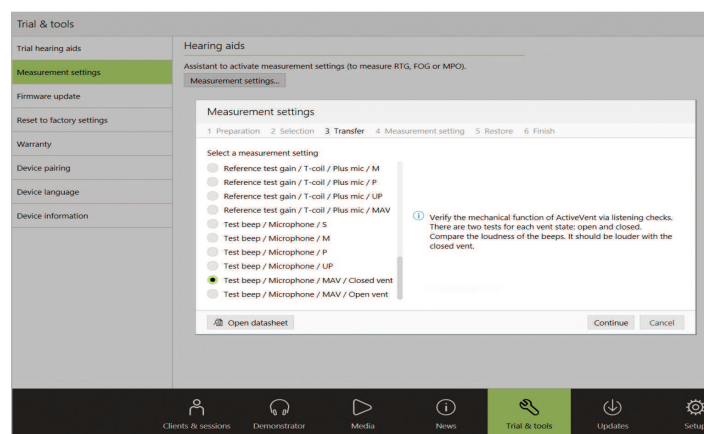 Trial & tools
Trial hearing aids
Measurement settings
Firmware update
Reset to factory settings
Warranty
Device pairing
Device language
Device information
Hearing aids
Assistant to activate measurement settings (to measure RTG, FOG or MPO).
Measurement settings...
Measurement settings
1 Preparation 2 Selection 3 Transfer 4 Measurement setting 5 Restore 6 Finish
Select a measurement setting
Reference test gain / T-coil / Plus mic / M
Reference test gain / T-coil / Plus mic / P
Reference test gain / T-coil / Plus mic / UP
Reference test gain / T-coil / Plus mic / MAV
Test beep / Microphone / S
Test beep / Microphone / M
Test beep / Microphone / P
Test beep / Microphone / UP
Test beep / Microphone / MAV / Closed vent
Test beep / Microphone / MAV / Open vent
Verify the mechanical function of ActiveVent via listening checks.
There are two tests for each vent state: open and closed.
Compare the loudness of the beeps. It should be louder with the
closed vent.
Open datasheet
Continue Cancel
Clients & sessions Demonstrator Media News Trial & tools Updates Setup